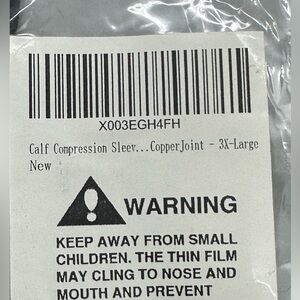 X003EGH4FH
Calf Compression Sleev...CopperJoint - 3X-Large
New
WARNING
KEEP AWAY FROM SMALL
CHILDREN. THE THIN FILM
MAY CLING TO NOSE AND
MOUTH AND PREVENT